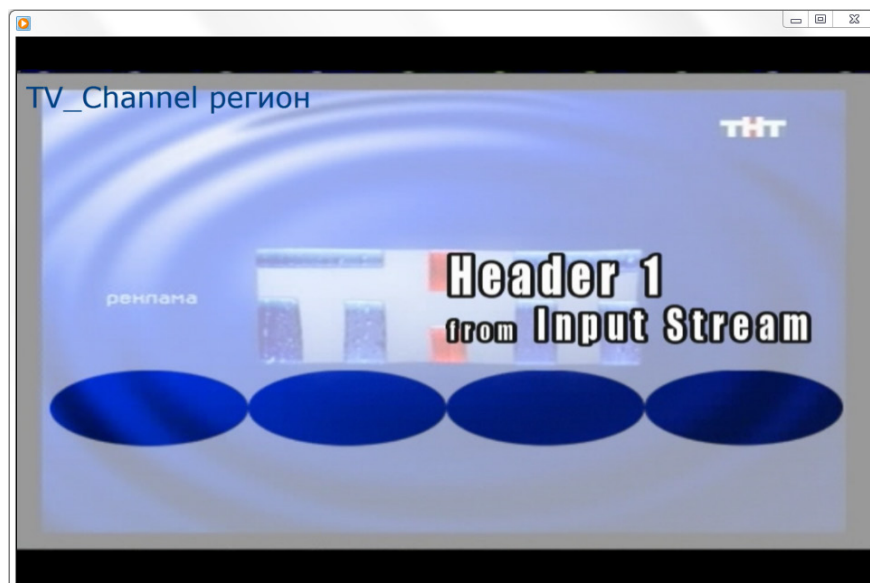 TV_Channel регион
ТНТ
Header 1
реклама
from Input Stream